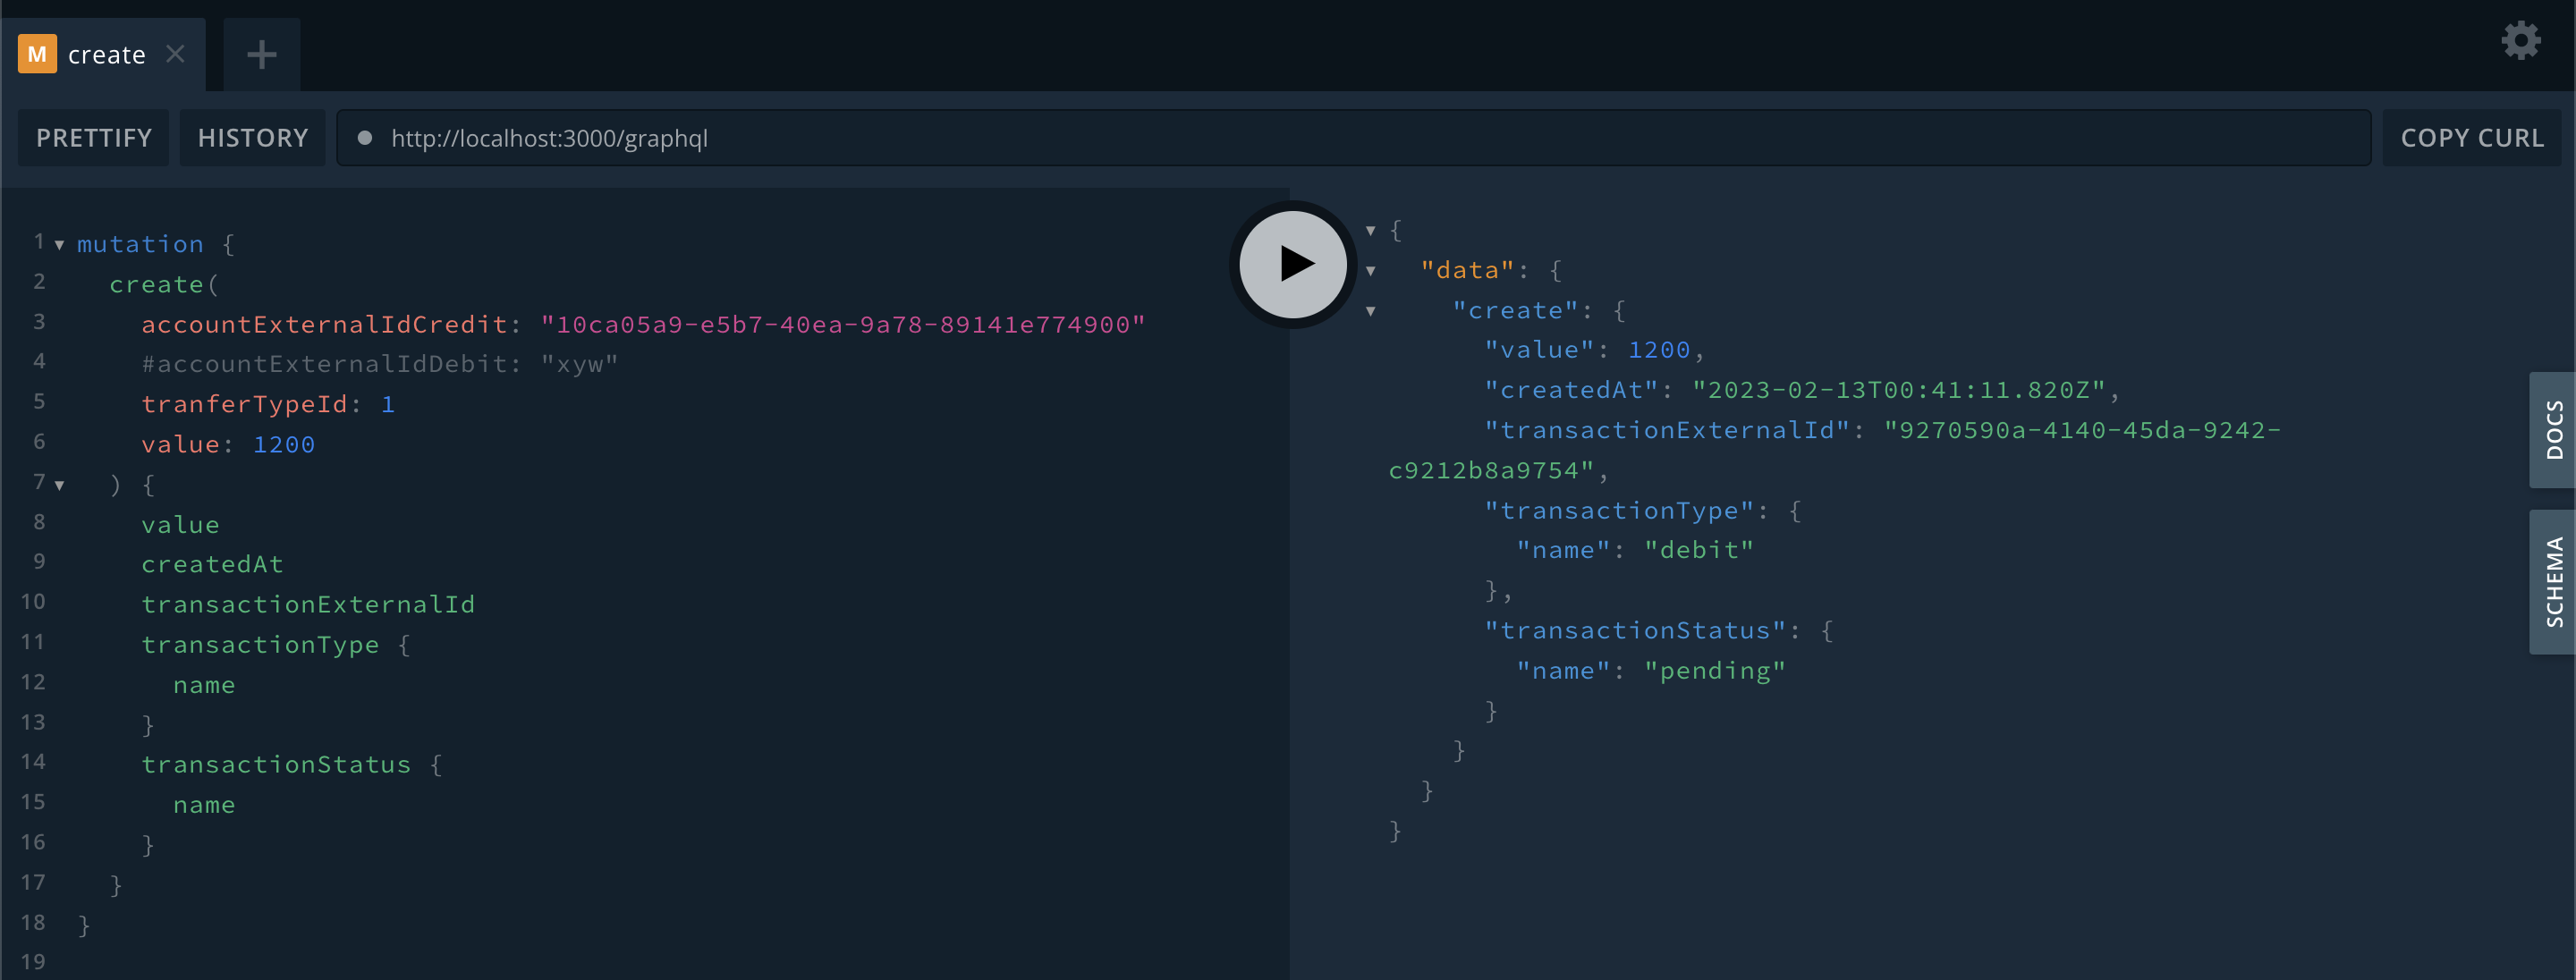 M create ×
PRETTIFY HISTORY http://localhost:3000/graphql COPY CURL
1 mutation {
2 create(
3 accountExternalIdCredit: "10ca05a9-e5b7-40ea-9a78-89141e774900"
4 #accountExternalIdDebit: "xyw"
5 tranferTypeId: 1
6 value: 1200
7 ) {
8 value
9 createdAt
10 transactionExternalId
11 transactionType {
12 name
13 }
14 transactionStatus {
15 name
16 }
17 }
18 }
19
{
"data": {
"create": {
"value": 1200,
"createdAt": "2023-02-13T00:41:11.820Z",
"transactionExternalId": "9270590a-4140-45da-9242-
c9212b8a9754",
"transactionType": {
"name": "debit"
},
"transactionStatus": {
"name": "pending"
}
}
}
}
DOCS
SCHEMA